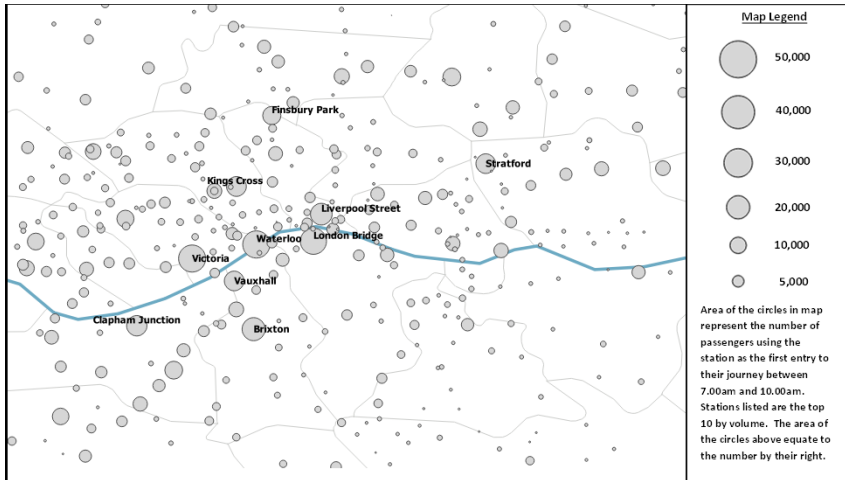 Map Legend
50,000
40,000
30,000
20,000
10,000
5,000
Finsbury Park
Stratford
Kings Cross
Liverpool Street
Waterloo
London Bridge
Victoria
Vauxhall
Clapham Junction
Brixton
Area of the circles in map
represent the number of
passengers using the
station as the first entry to
their journey between
7.00am and 10.00am.
Stations listed are the top
10 by volume. The area of
the circles above equate to
the number by their right.